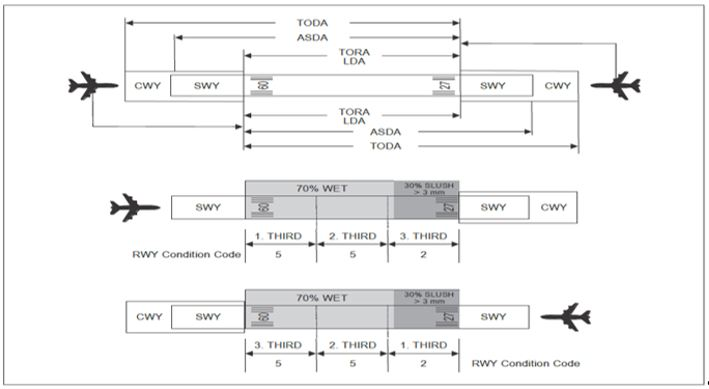 TODA
ASDA
TORA
LDA
CWY SWY 09 27 SWY CWY
TORA
LDA
ASDA
TODA
70% WET 30% SLUSH
> 3 mm
SWY 09 27 SWY CWY
1. THIRD 2. THIRD 3. THIRD
RWY Condition Code 5 5 2
70% WET 30% SLUSH
> 3 mm
CWY SWY 09 27 SWY
3. THIRD 2. THIRD 1. THIRD
5 5 2 RWY Condition Code